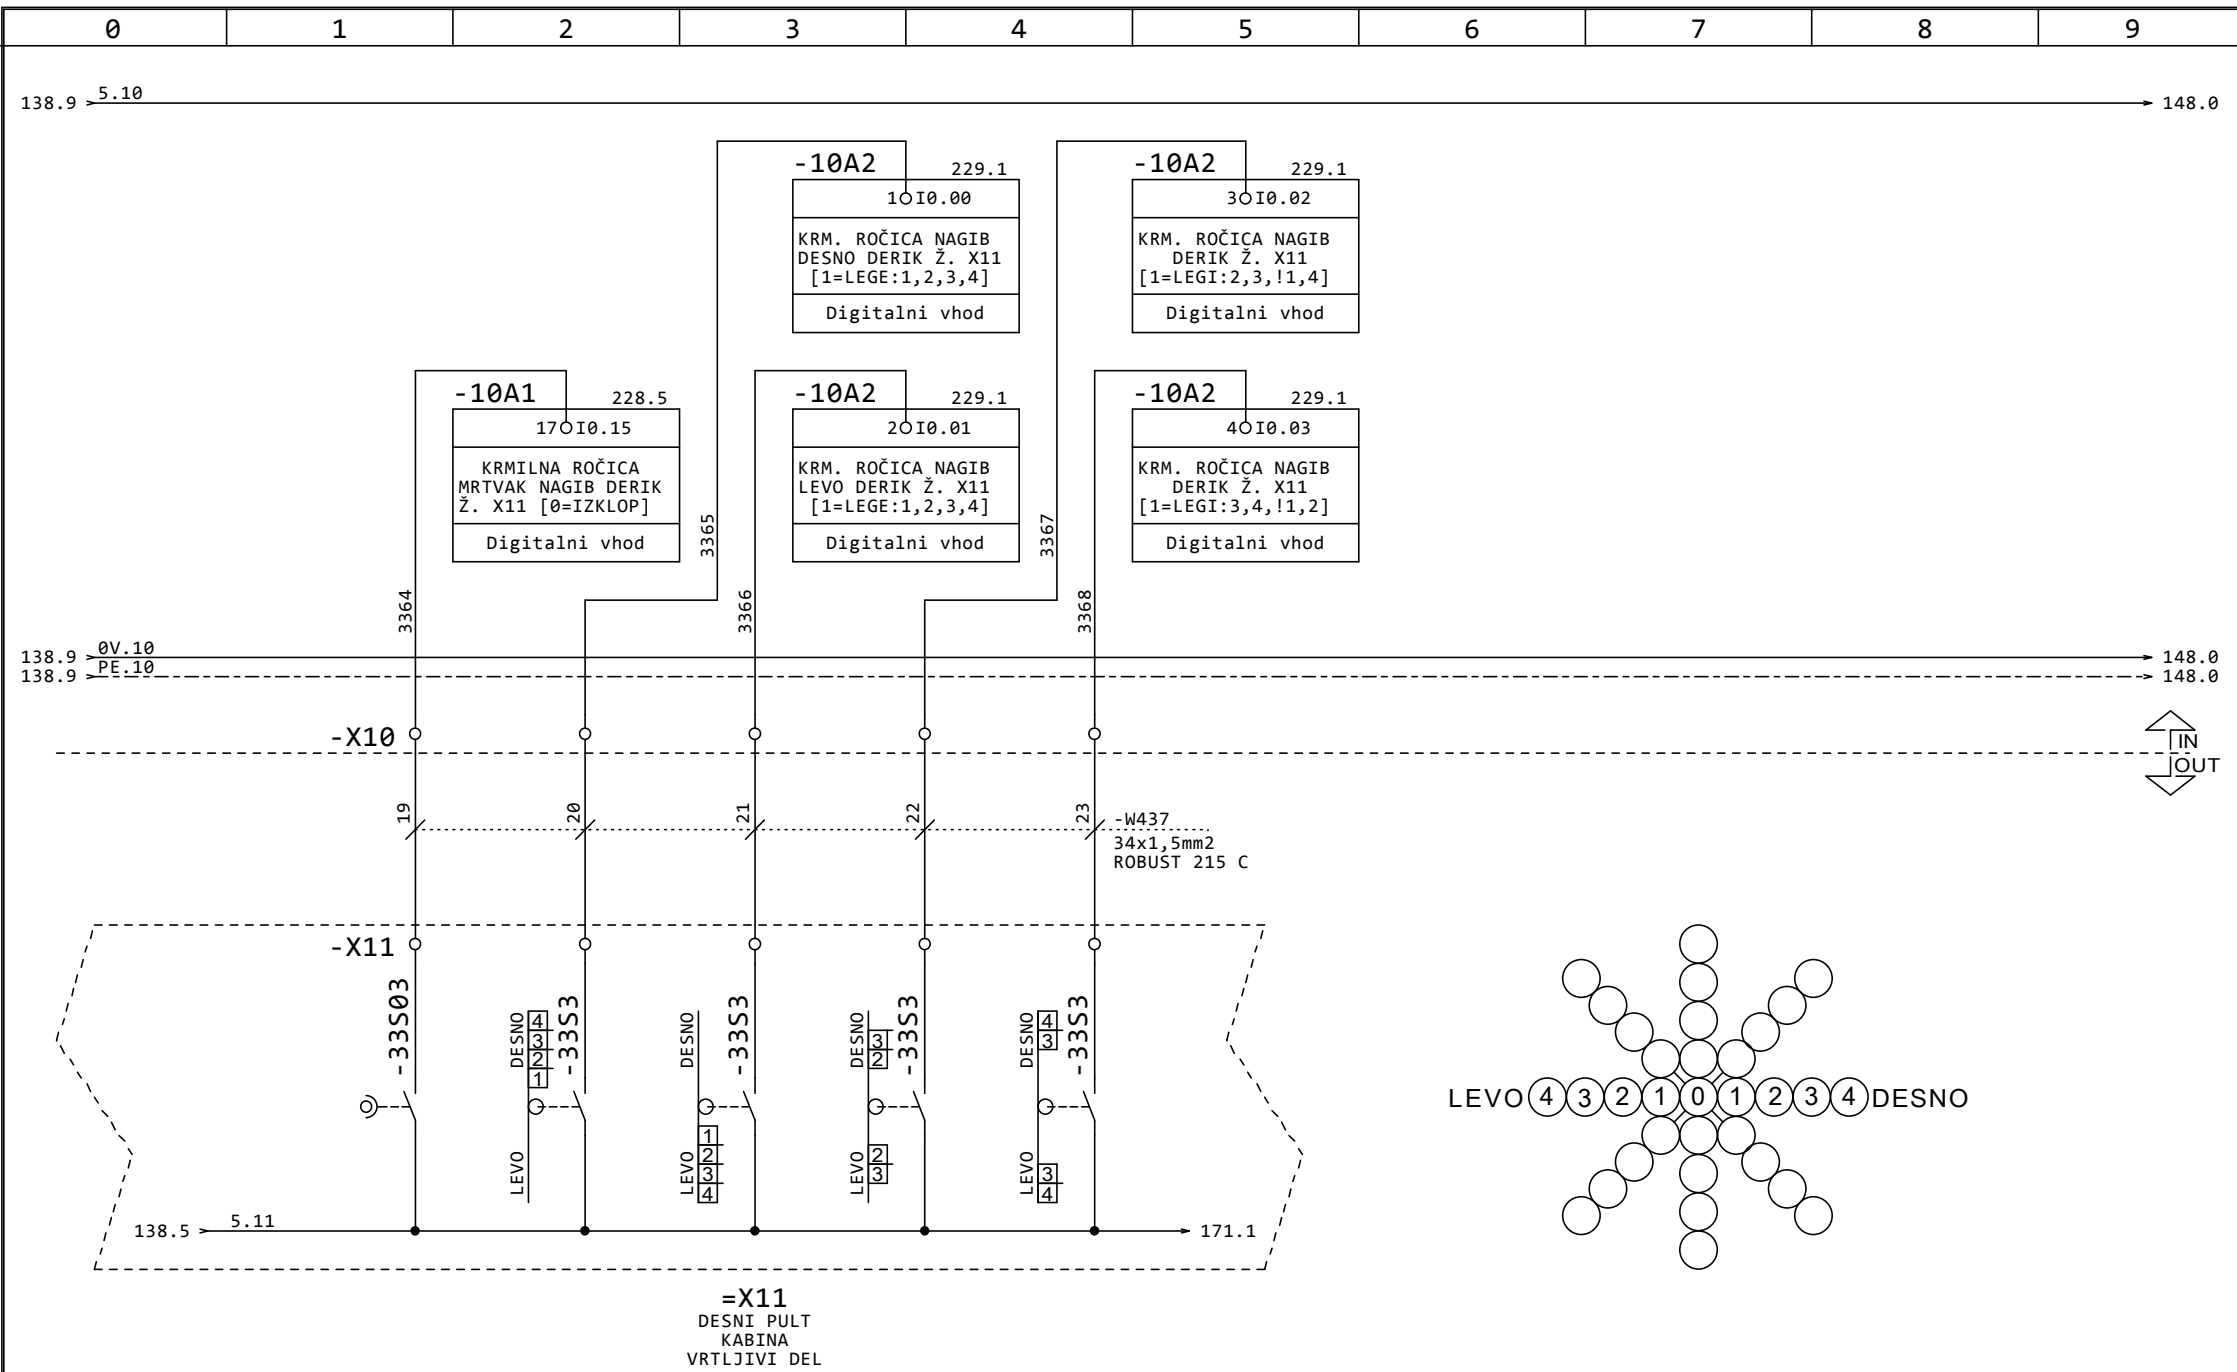 0 1 2 3 4 5 6 7 8 9
138.9 5.10 148.0
-10A2 229.1
1 I0.00
KRM. ROČICA NAGIB
DESNO DERIK Ž. X11
[1=LEGE:1,2,3,4]
Digitalni vhod
-10A2 229.1
3 I0.02
KRM. ROČICA NAGIB
DERIK Ž. X11
[1=LEGI:2,3,!1,4]
Digitalni vhod
-10A1 228.5
17 I0.15
KRMILNA ROČICA
MRTVAK NAGIB DERIK
Ž. X11 [0=IZKLOP]
Digitalni vhod
-10A2 229.1
2 I0.01
KRM. ROČICA NAGIB
LEVO DERIK Ž. X11
[1=LEGE:1,2,3,4]
Digitalni vhod
-10A2 229.1
4 I0.03
KRM. ROČICA NAGIB
DERIK Ž. X11
[1=LEGI:3,4,!1,2]
Digitalni vhod
3364
3365
3366
3367
3368
138.9 0V.10 148.0
138.9 PE.10 148.0
-X10
IN
OUT
19 20 21 22 23
-W437
34x1,5mm2
ROBUST 215 C
-X11
-33S03
DESNO 4 3 2 1 LEVO
-33S3
DESNO LEVO 1 2 3 4
-33S3
DESNO 3 2 LEVO 2 3
-33S3
DESNO 4 3 LEVO 3 4
-33S3
LEVO 4 3 2 1 0 1 2 3 4 DESNO
138.5 5.11 171.1
=X11
DESNI PULT
KABINA
VRTLJIVI DEL